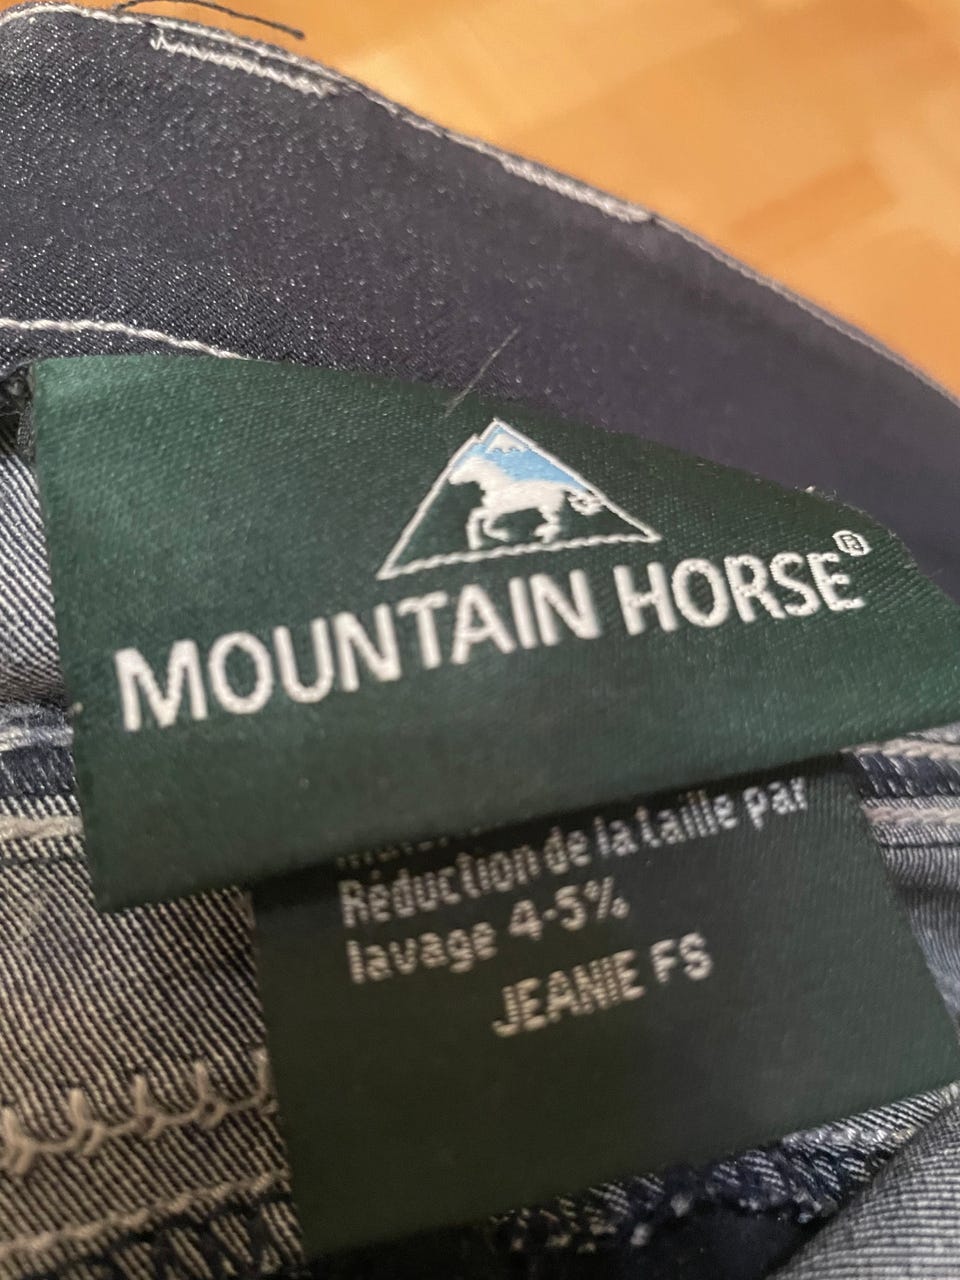 MOUNTAIN HORSE®
Réduction de la taille par
lavage 4-5%
JEANIE FS